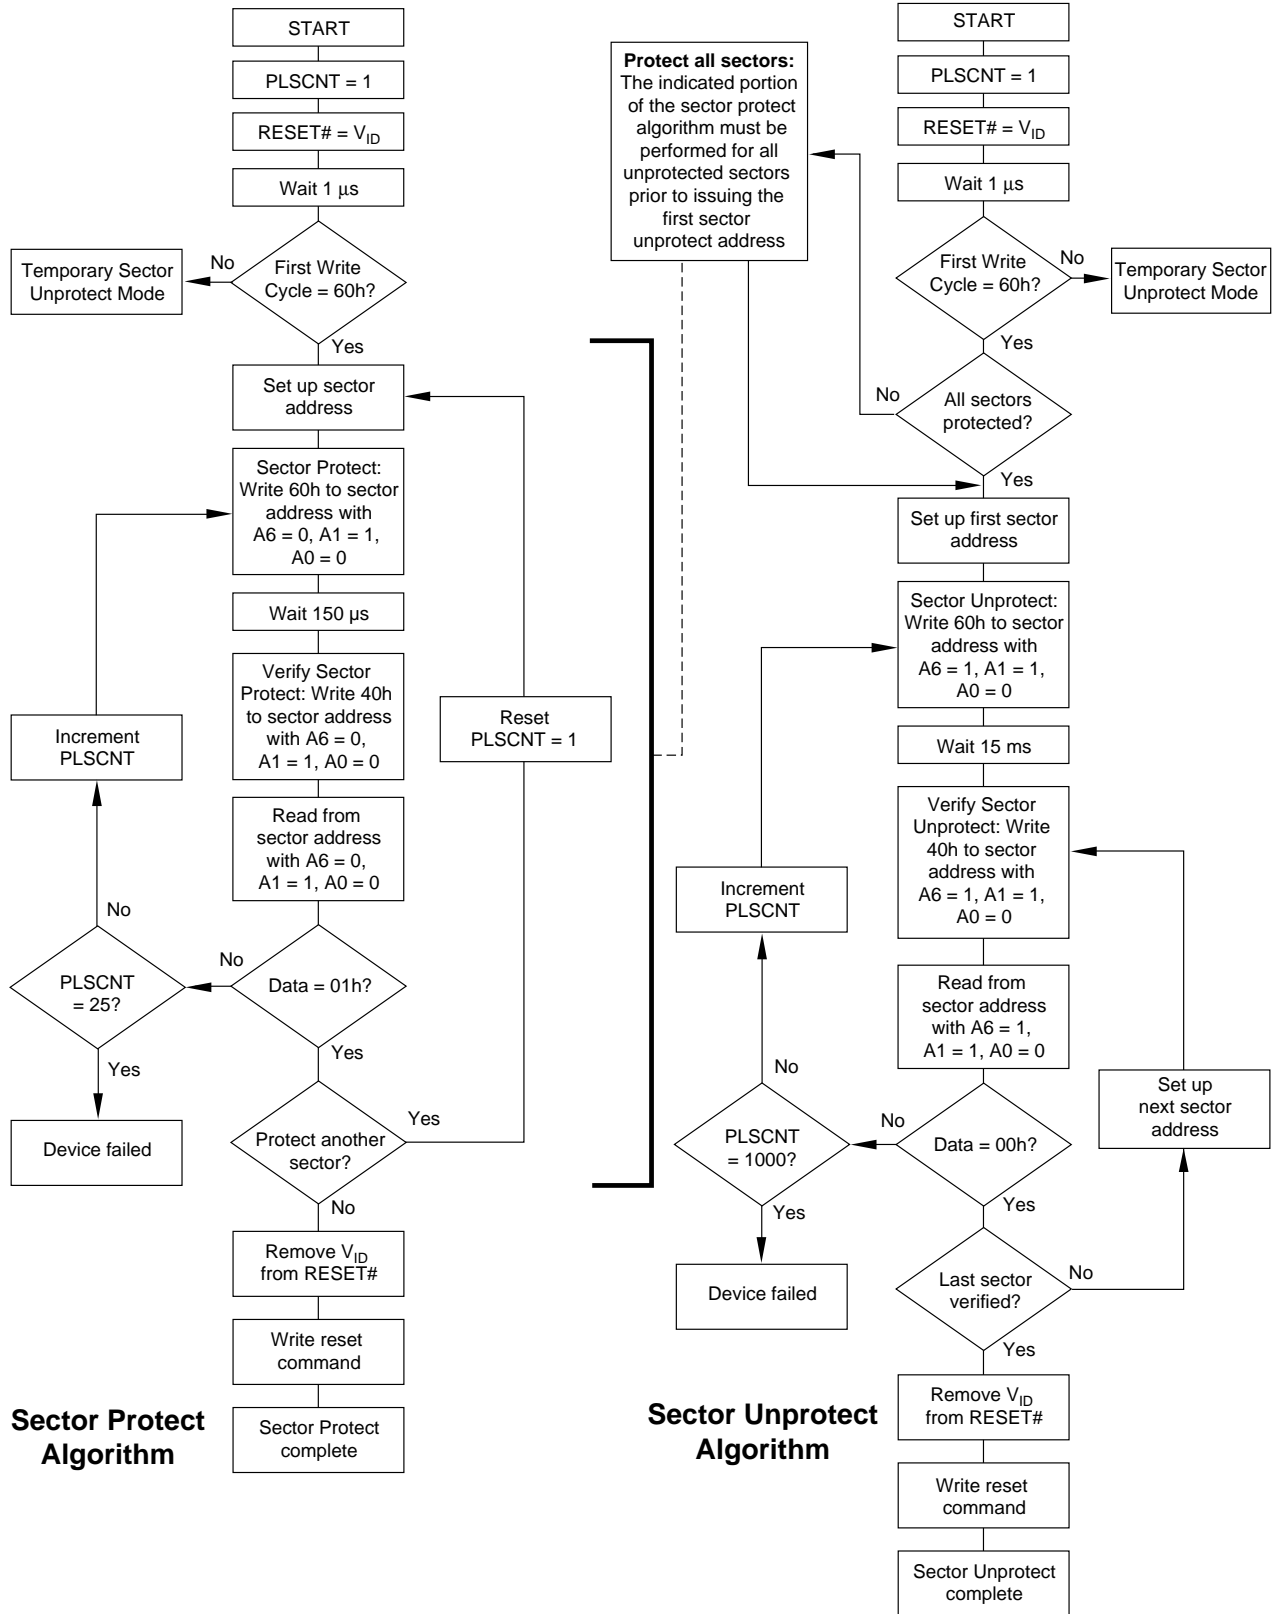 START
PLSCNT = 1
RESET# = VID
Wait 1 μs
First Write
Cycle = 60h?
No
Temporary Sector
Unprotect Mode
Yes
Set up sector
address
Sector Protect:
Write 60h to sector
address with
A6 = 0, A1 = 1,
A0 = 0
Wait 150 µs
Verify Sector
Protect: Write 40h
to sector address
with A6 = 0,
A1 = 1, A0 = 0
Reset
PLSCNT = 1
Increment
PLSCNT
Read from
sector address
with A6 = 0,
A1 = 1, A0 = 0
No
PLSCNT
= 25?
No
Data = 01h?
Yes
Yes
Device failed
Protect another
sector?
Yes
No
Remove VID
from RESET#
Write reset
command
Sector Protect
complete
Sector Protect
Algorithm
Protect all sectors:
The indicated portion
of the sector protect
algorithm must be
performed for all
unprotected sectors
prior to issuing the
first sector
unprotect address
START
PLSCNT = 1
RESET# = VID
Wait 1 μs
First Write
Cycle = 60h?
No
Temporary Sector
Unprotect Mode
Yes
No
All sectors
protected?
Yes
Set up first sector
address
Sector Unprotect:
Write 60h to sector
address with
A6 = 1, A1 = 1,
A0 = 0
Wait 15 ms
Verify Sector
Unprotect: Write
40h to sector
address with
A6 = 1, A1 = 1,
A0 = 0
Increment
PLSCNT
Read from
sector address
with A6 = 1,
A1 = 1, A0 = 0
No
Set up
next sector
address
PLSCNT
= 1000?
No
Data = 00h?
Yes
Yes
Device failed
Last sector
verified?
No
Yes
Remove VID
from RESET#
Write reset
command
Sector Unprotect
complete
Sector Unprotect
Algorithm